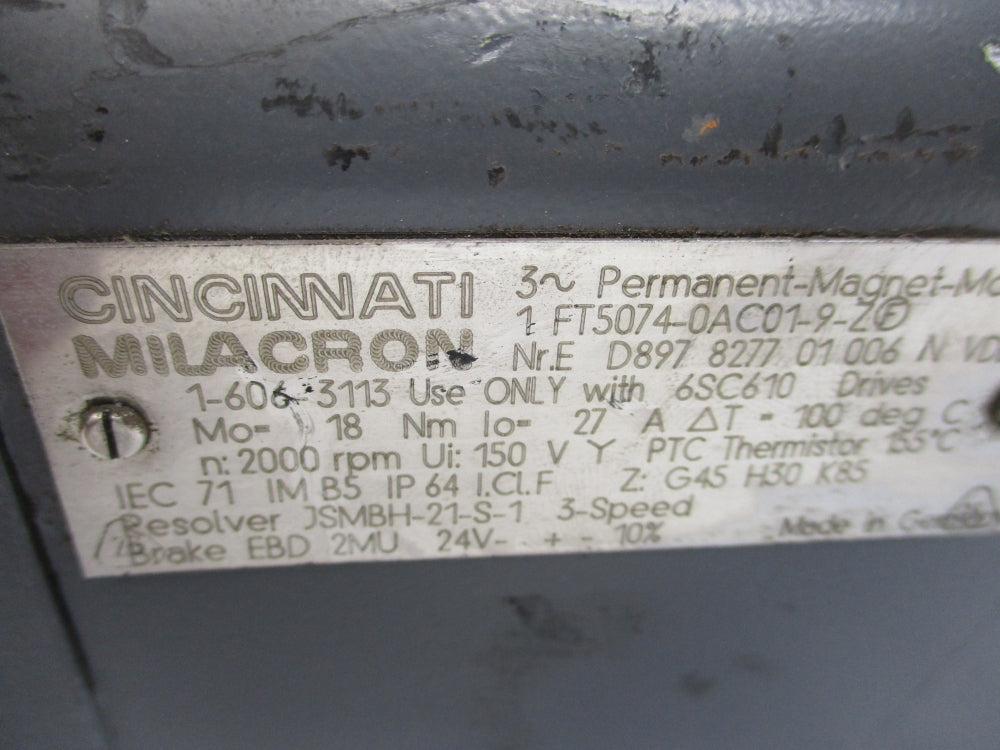 CINCINNATI
MILACRON
3~ Permanent-Magnet-Mo
1 FT5074-0AC01-9-Z F
Nr.E D897 8277 01 006 N VD
1-606-3113 Use ONLY with 6SC610 Drives
Mo= 18 Nm Io= 27 A ΔT = 100 deg C
n: 2000 rpm Ui: 150 V Y PTC Thermistor 155°C
IEC 71 IM B5 IP 64 I.Cl.F Z: G45 H30 K85
Resolver JSMBH-21-S-1 3-Speed
Brake EBD 2MU 24V- + - 10% Made in